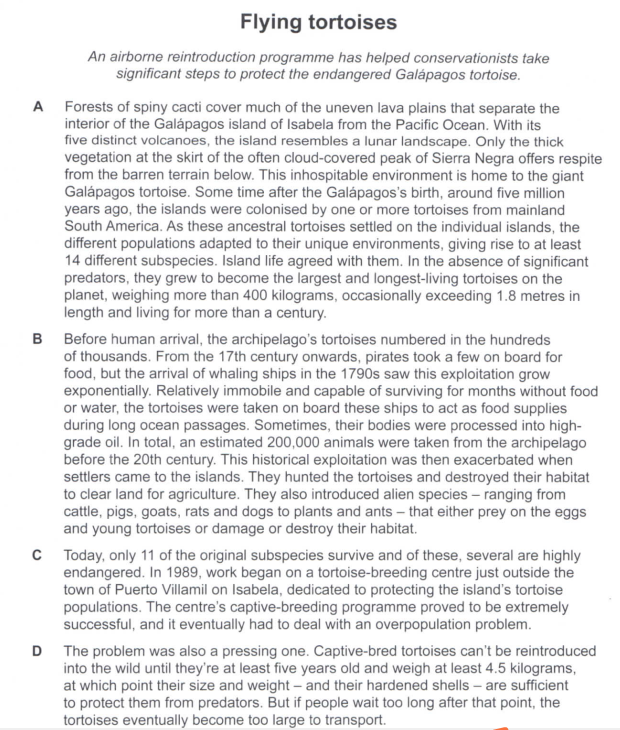 Flying tortoises
An airborne reintroduction programme has helped conservationists take
significant steps to protect the endangered Galápagos tortoise.
A Forests of spiny cacti cover much of the uneven lava plains that separate the
interior of the Galápagos island of Isabela from the Pacific Ocean. With its
five distinct volcanoes, the island resembles a lunar landscape. Only the thick
vegetation at the skirt of the often cloud-covered peak of Sierra Negra offers respite
from the barren terrain below. This inhospitable environment is home to the giant
Galápagos tortoise. Some time after the Galápagos's birth, around five million
years ago, the islands were colonised by one or more tortoises from mainland
South America. As these ancestral tortoises settled on the individual islands, the
different populations adapted to their unique environments, giving rise to at least
14 different subspecies. Island life agreed with them. In the absence of significant
predators, they grew to become the largest and longest-living tortoises on the
planet, weighing more than 400 kilograms, occasionally exceeding 1.8 metres in
length and living for more than a century.
B Before human arrival, the archipelago's tortoises numbered in the hundreds
of thousands. From the 17th century onwards, pirates took a few on board for
food, but the arrival of whaling ships in the 1790s saw this exploitation grow
exponentially. Relatively immobile and capable of surviving for months without food
or water, the tortoises were taken on board these ships to act as food supplies
during long ocean passages. Sometimes, their bodies were processed into high-
grade oil. In total, an estimated 200,000 animals were taken from the archipelago
before the 20th century. This historical exploitation was then exacerbated when
settlers came to the islands. They hunted the tortoises and destroyed their habitat
to clear land for agriculture. They also introduced alien species – ranging from
cattle, pigs, goats, rats and dogs to plants and ants – that either prey on the eggs
and young tortoises or damage or destroy their habitat.
C Today, only 11 of the original subspecies survive and of these, several are highly
endangered. In 1989, work began on a tortoise-breeding centre just outside the
town of Puerto Villamil on Isabela, dedicated to protecting the island's tortoise
populations. The centre's captive-breeding programme proved to be extremely
successful, and it eventually had to deal with an overpopulation problem.
D The problem was also a pressing one. Captive-bred tortoises can't be reintroduced
into the wild until they're at least five years old and weigh at least 4.5 kilograms,
at which point their size and weight – and their hardened shells – are sufficient
to protect them from predators. But if people wait too long after that point, the
tortoises eventually become too large to transport.